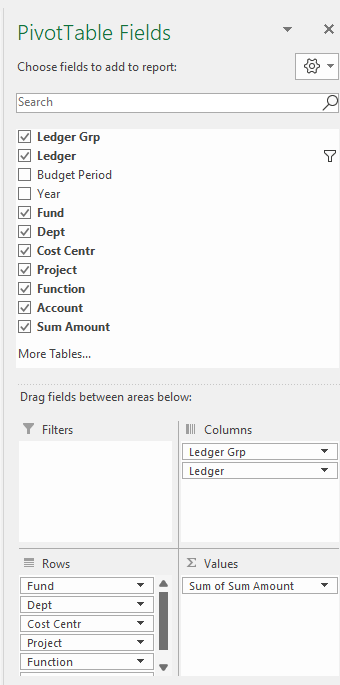 PivotTable Fields
Choose fields to add to report:
Search
Ledger Grp
Ledger
Budget Period
Year
Fund
Dept
Cost Centr
Project
Function
Account
Sum Amount
More Tables...
Drag fields between areas below:
Filters
Columns
Ledger Grp
Ledger
Rows
Fund
Dept
Cost Centr
Project
Function
Values
Sum of Sum Amount